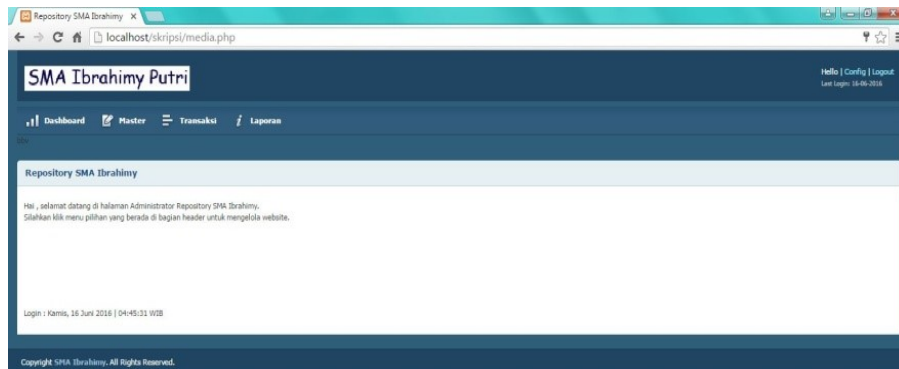 Repository SMA Ibrahimy
localhost/skripsi/media.php
SMA Ibrahimy Putri
Hello | Config | Logout
Last Login: 16-06-2016
Dashboard Master Transaksi Laporan
Repository SMA Ibrahimy
Hai , selamat datang di halaman Administrator Repository SMA Ibrahimy.
Silahkan klik menu pilihan yang berada di bagian header untuk mengelola website.
Login : Kamis, 16 Juni 2016 | 04:45:31 WIB
Copyright SMA Ibrahimy. All Rights Reserved.